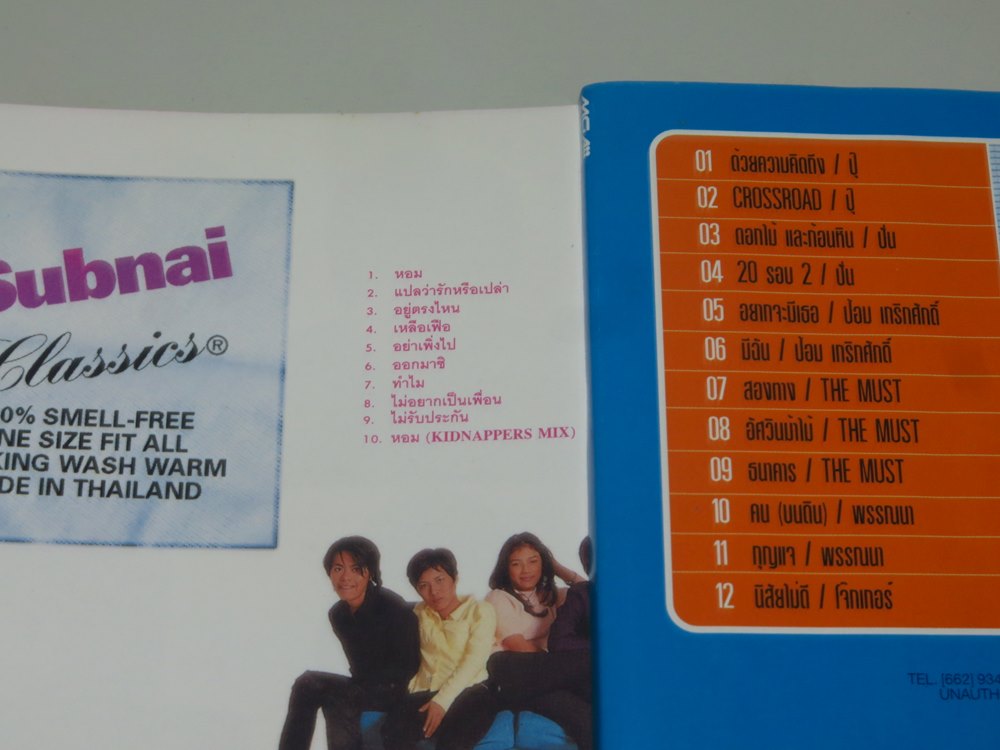 Subnai
Classics®
0% SMELL-FREE
NE SIZE FIT ALL
KING WASH WARM
DE IN THAILAND
1. หอม
2. แปลว่ารักหรือเปล่า
3. อยู่ตรงไหน
4. เหลือเฟือ
5. อย่าเพิ่งไป
6. ออกมาซิ
7. ทำไม
8. ไม่อยากเป็นเพื่อน
9. ไม่รับประกัน
10. หอม (KIDNAPPERS MIX)
01 ด้วยความคิดถึง / ปุ๊
02 CROSSROAD / ปุ๊
03 ดอกไม้ และก้อนหิน / ปั่น
04 20 รอบ 2 / ปั่น
05 อยากจะมีเธอ / ป้อม เกริกศักดิ์
06 มีฉัน / ป้อม เกริกศักดิ์
07 สองทาง / THE MUST
08 อัศวินม้าไม้ / THE MUST
09 ธนาคาร / THE MUST
10 คน (บนดิน) / พรรณนา
11 กุญแจ / พรรณนา
12 นิสัยไม่ดี / โจ๊กเกอร์
TEL. [662] 934
UNAUTH